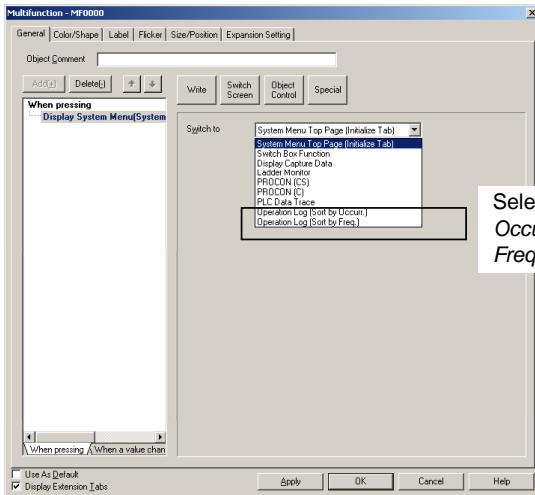 Multifunction - MF0000
General Color/Shape Label Flicker Size/Position Expansion Setting
Object Comment
Add(+) Delete(-)
Write Switch Screen Object Control Special
When pressing
Display System Menu(System
Switch to System Menu Top Page (Initialize Tab)
System Menu Top Page (Initialize Tab)
Switch Box Function
Display Capture Data
Ladder Monitor
PROCON (CS)
PROCON (C)
PLC Data Trace
Operation Log (Sort by Occurr.)
Operation Log (Sort by Freq.)
Sele
Occu
Freq
When pressing When a value chan
Use As Default
Display Extension Tabs
Apply OK Cancel Help